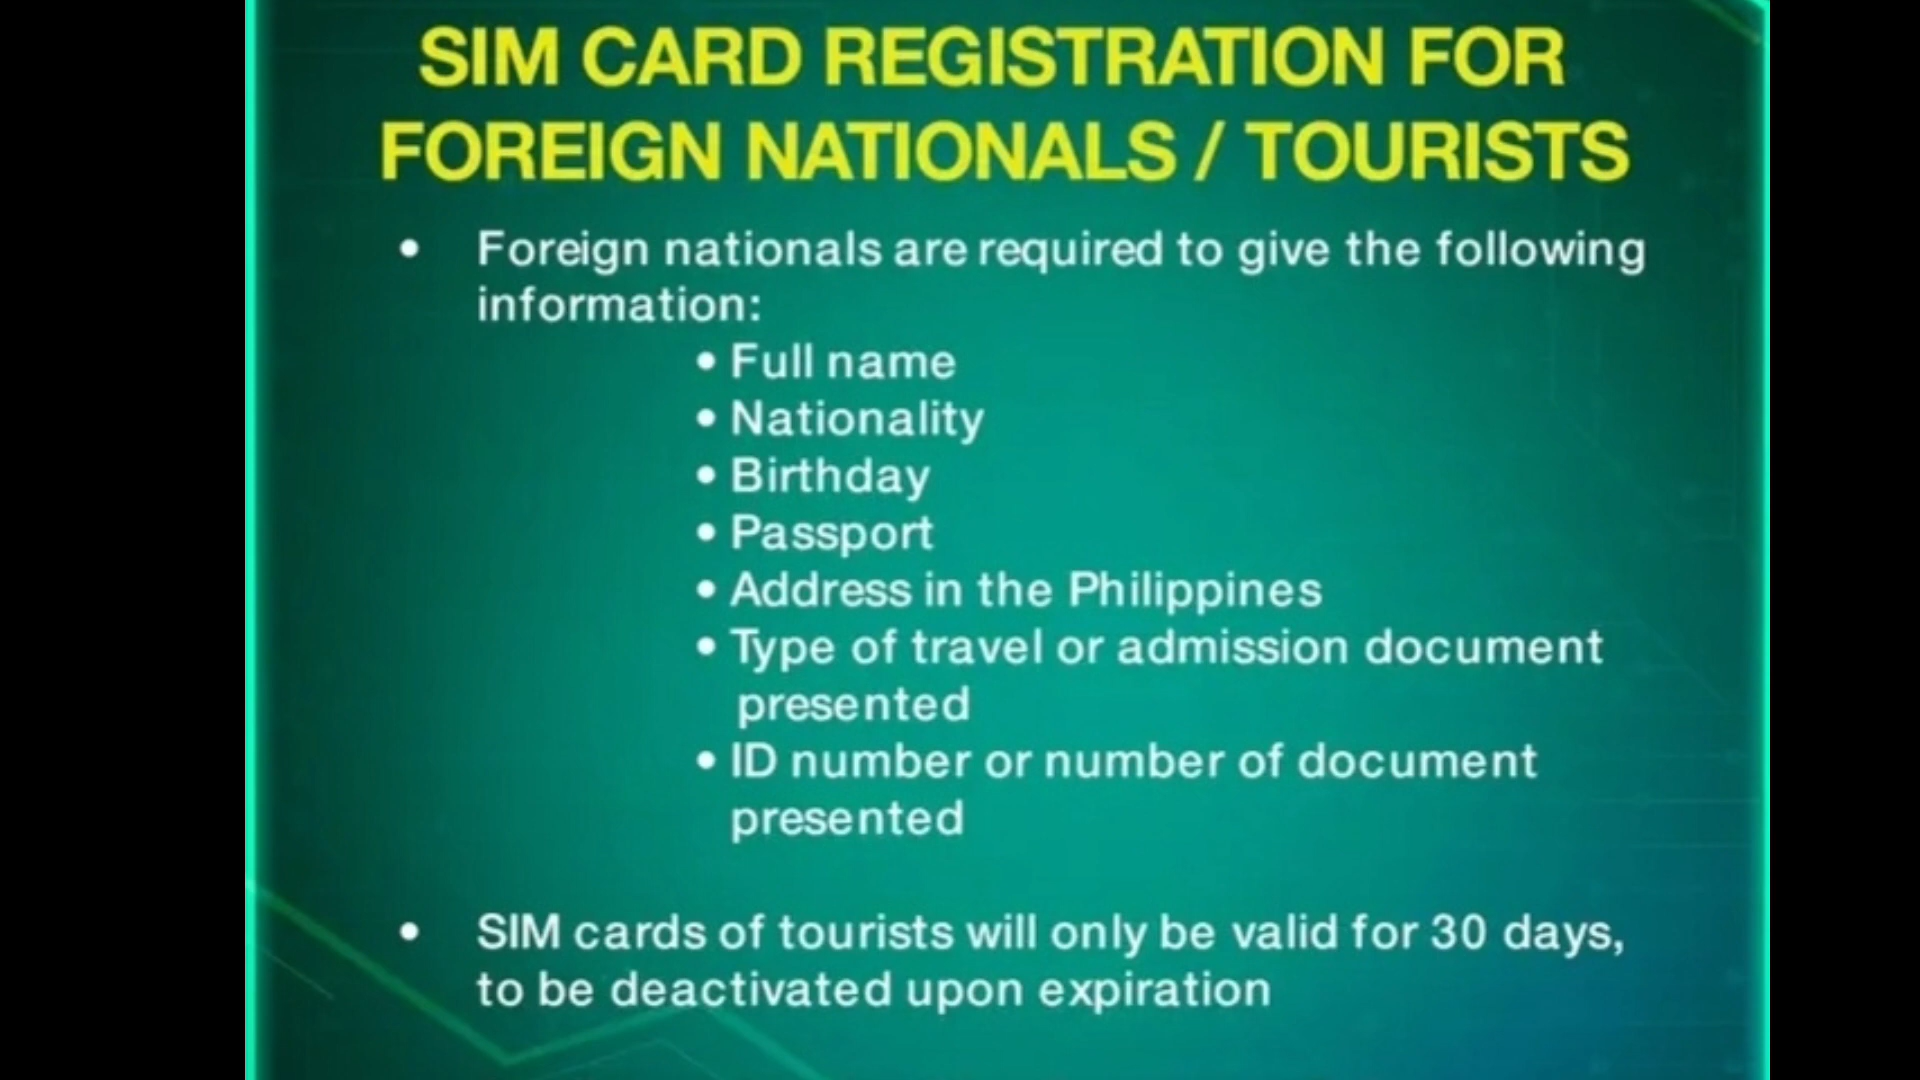 SIM CARD REGISTRATION FOR
FOREIGN NATIONALS / TOURISTS
• Foreign nationals are required to give the following
information:
• Full name
• Nationality
• Birthday
• Passport
• Address in the Philippines
• Type of travel or admission document
presented
• ID number or number of document
presented
• SIM cards of tourists will only be valid for 30 days,
to be deactivated upon expiration